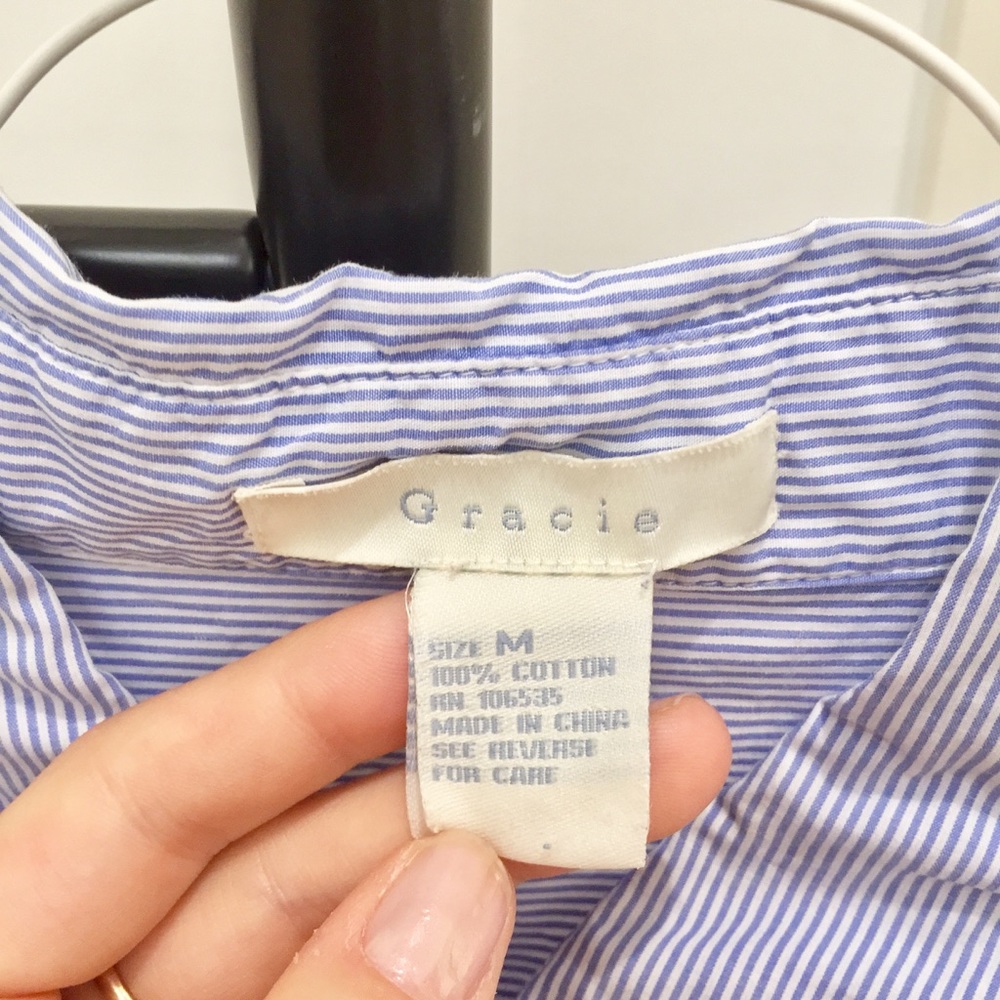 Gracie
SIZE M
100% COTTON
RN 106535
MADE IN CHINA
SEE REVERSE
FOR CARE